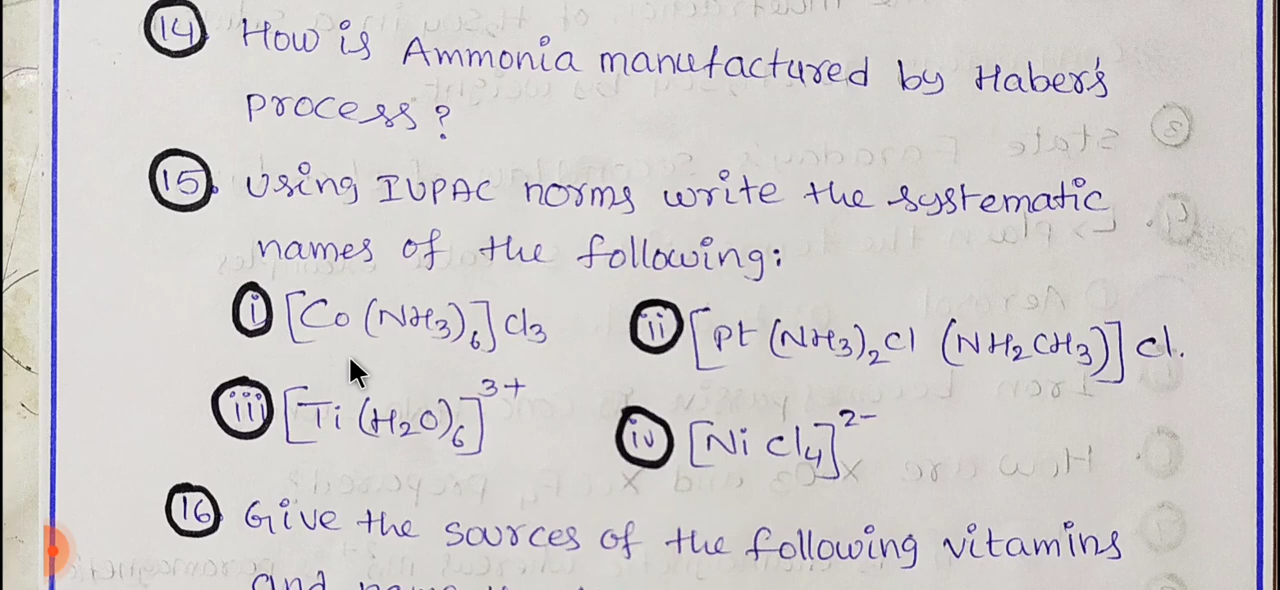 14. How is Ammonia manufactured by Haber's
process?
15. Using IUPAC norms write the systematic
names of the following:
i [Co(NH3)6]Cl3 ii [Pt(NH3)2Cl(NH2CH3)]Cl.
iii [Ti(H2O)6]3+ iv [NiCl4]2-
16. Give the sources of the following vitamins
and